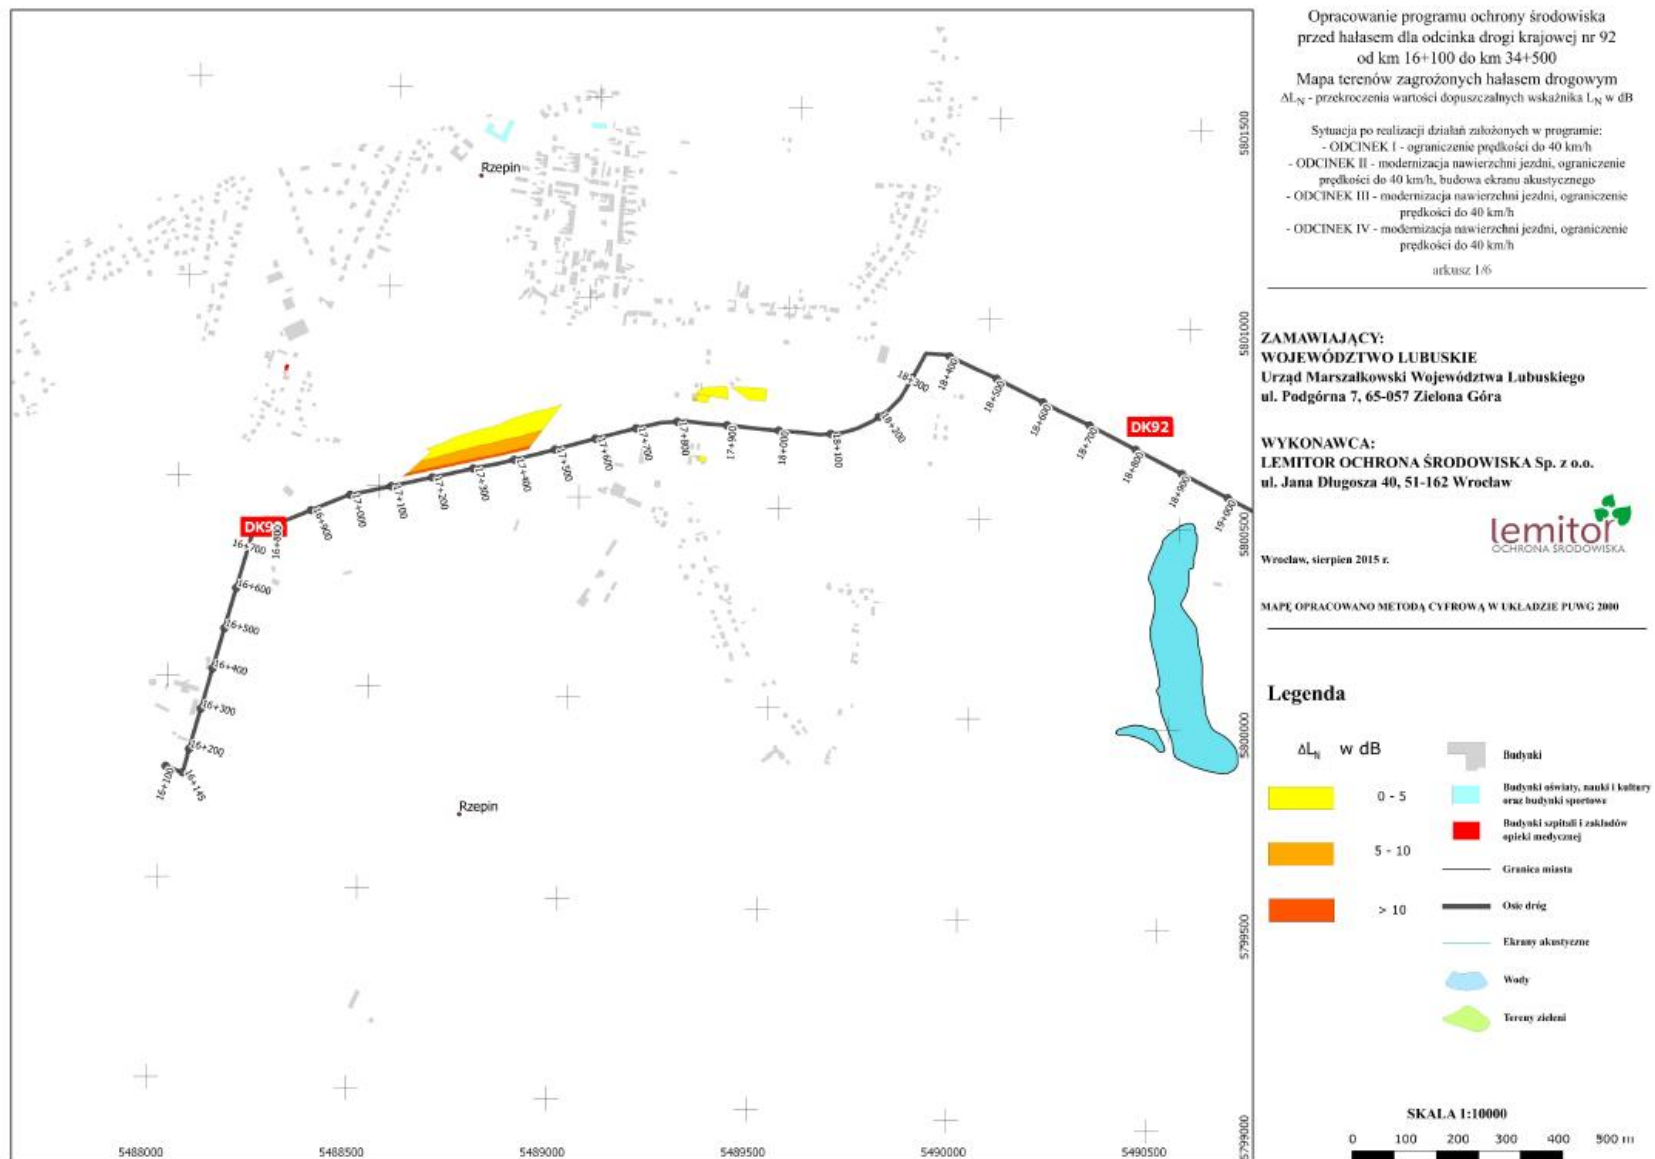 Opracowanie programu ochrony środowiska
przed hałasem dla odcinka drogi krajowej nr 92
od km 16+100 do km 34+500
Mapa terenów zagrożonych hałasem drogowym
ΔLN - przekroczenia wartości dopuszczalnych wskaźnika LN w dB
Sytuacja po realizacji działań założonych w programie:
- ODCINEK I - ograniczenie prędkości do 40 km/h
- ODCINEK II - modernizacja nawierzchni jezdni, ograniczenie
prędkości do 40 km/h, budowa ekranu akustycznego
- ODCINEK III - modernizacja nawierzchni jezdni, ograniczenie
prędkości do 40 km/h
- ODCINEK IV - modernizacja nawierzchni jezdni, ograniczenie
prędkości do 40 km/h
arkusz 1/6
ZAMAWIAJĄCY:
WOJEWÓDZTWO LUBUSKIE
Urząd Marszałkowski Województwa Lubuskiego
ul. Podgórna 7, 65-057 Zielona Góra
WYKONAWCA:
LEMITOR OCHRONA ŚRODOWISKA Sp. z o.o.
ul. Jana Długosza 40, 51-162 Wrocław
lemitor
OCHRONA ŚRODOWISKA
Wrocław, sierpien 2015 r.
MAPĘ OPRACOWANO METODĄ CYFROWĄ W UKŁADZIE PUWG 2000
Legenda
ΔLN w dB
0 - 5
5 - 10
> 10
Budynki
Budynki oświaty, nauki i kultury
oraz budynki sportowe
Budynki szpitali i zakładów
opieki medycznej
Granica miasta
Osie dróg
Ekrany akustyczne
Wody
Tereny zieleni
SKALA 1:10000
0 100 200 300 400 500 m
Rzepin
Rzepin
DK92
DK92
16+100
16+145
16+200
16+300
16+400
16+500
16+600
16+700
16+800
16+900
17+000
17+100
17+200
17+300
17+400
17+500
17+600
17+700
17+800
17+900
18+000
18+100
18+200
18+300
18+400
18+500
18+600
18+700
18+800
18+900
19+000
5801500
5801000
5800500
5800000
5799500
5799000
5488000 5488500 5489000 5489500 5490000 5490500